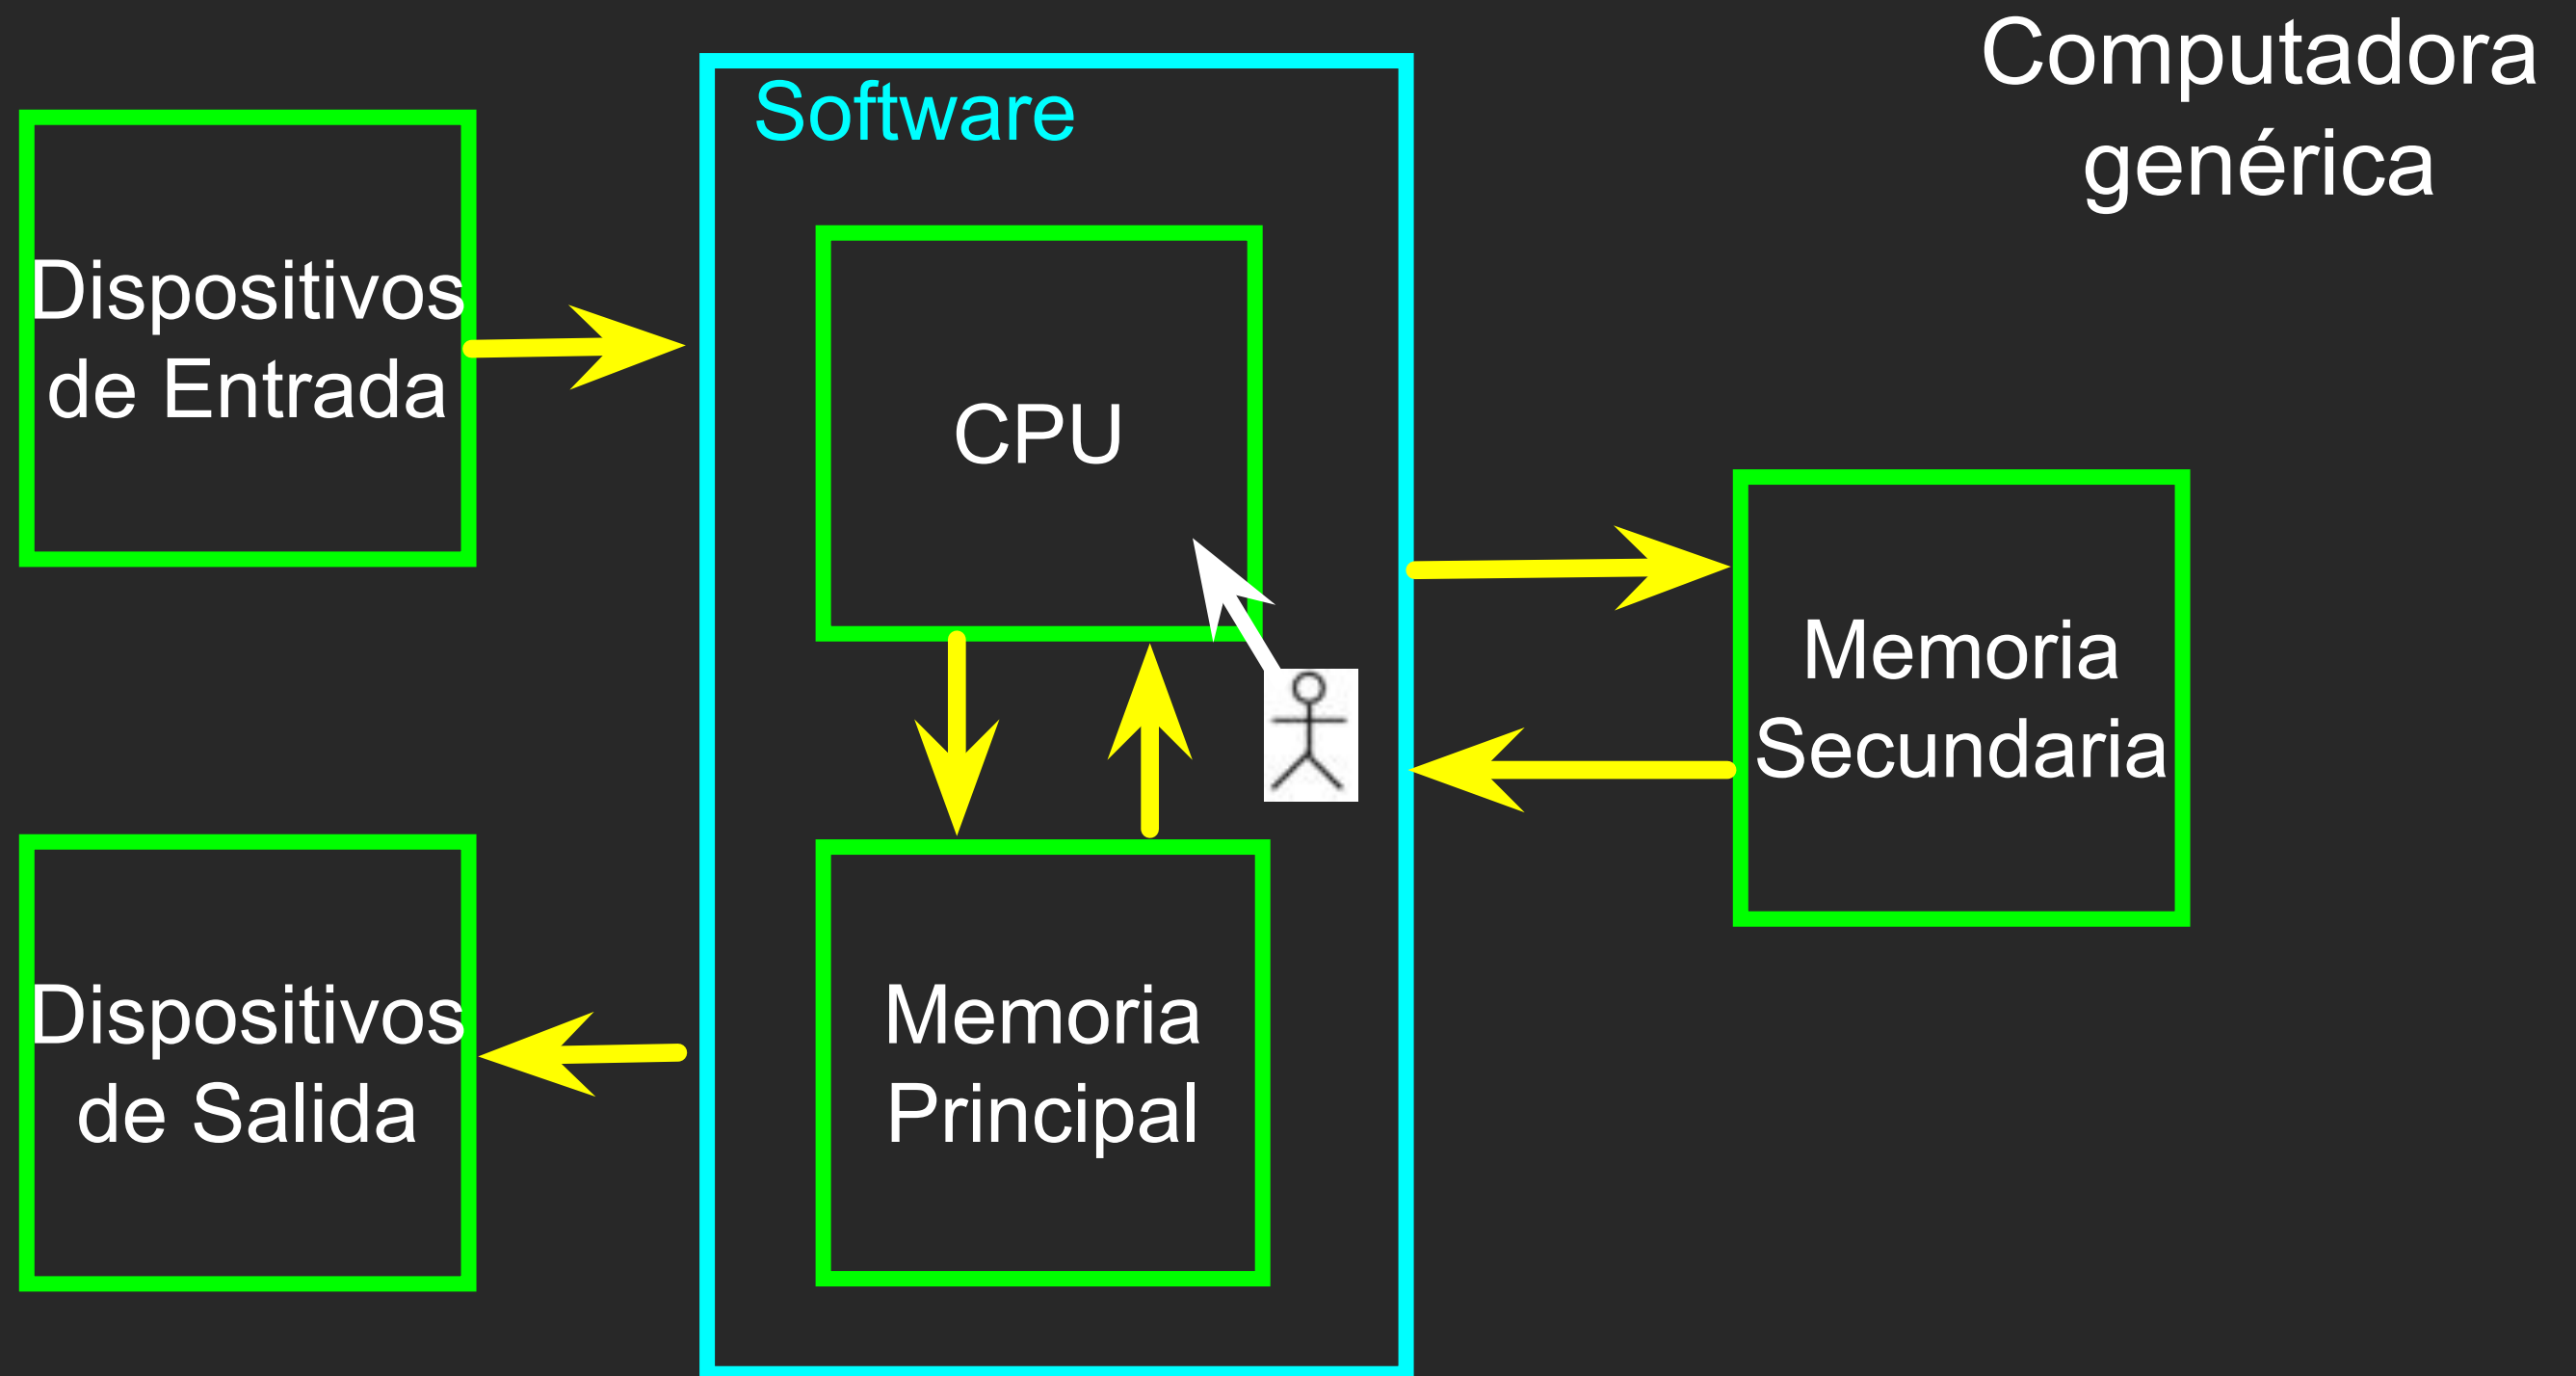 Computadora
genérica
Software
Dispositivos
de Entrada
CPU
Memoria
Secundaria
Dispositivos
de Salida
Memoria
Principal